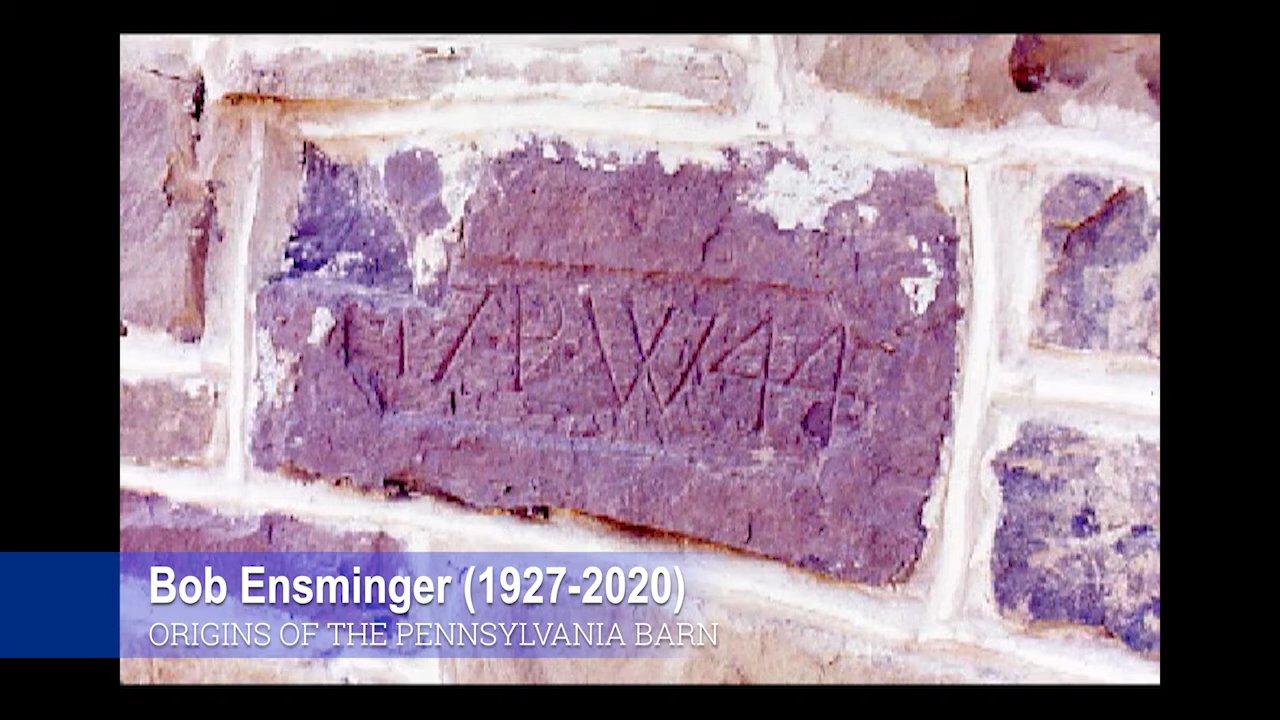 17 P. W 44
Bob Ensminger (1927-2020)
ORIGINS OF THE PENNSYLVANIA BARN